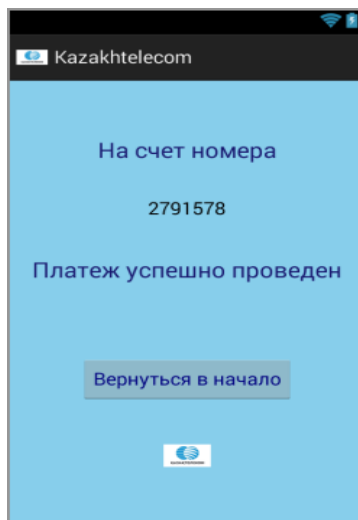 Kazakhtelecom
На счет номера
2791578
Платеж успешно проведен
Вернуться в начало